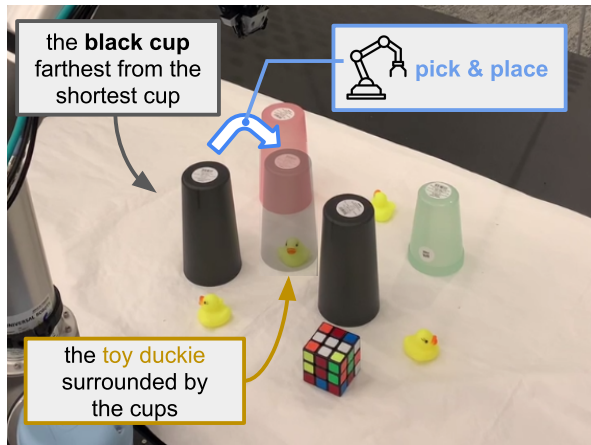 the black cup
farthest from the
shortest cup
pick & place
the toy duckie
surrounded by
the cups